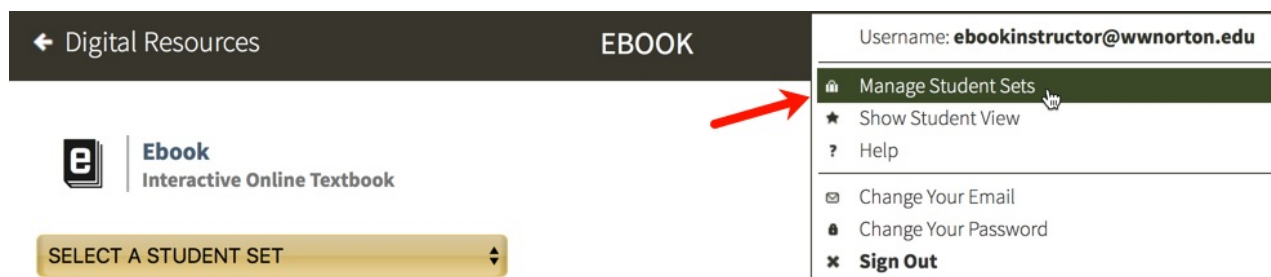 Digital Resources
EBOOK
e
Ebook
Interactive Online Textbook
SELECT A STUDENT SET
Username: ebookinstructor@wwnorton.edu
Manage Student Sets
Show Student View
? Help
Change Your Email
Change Your Password
Sign Out